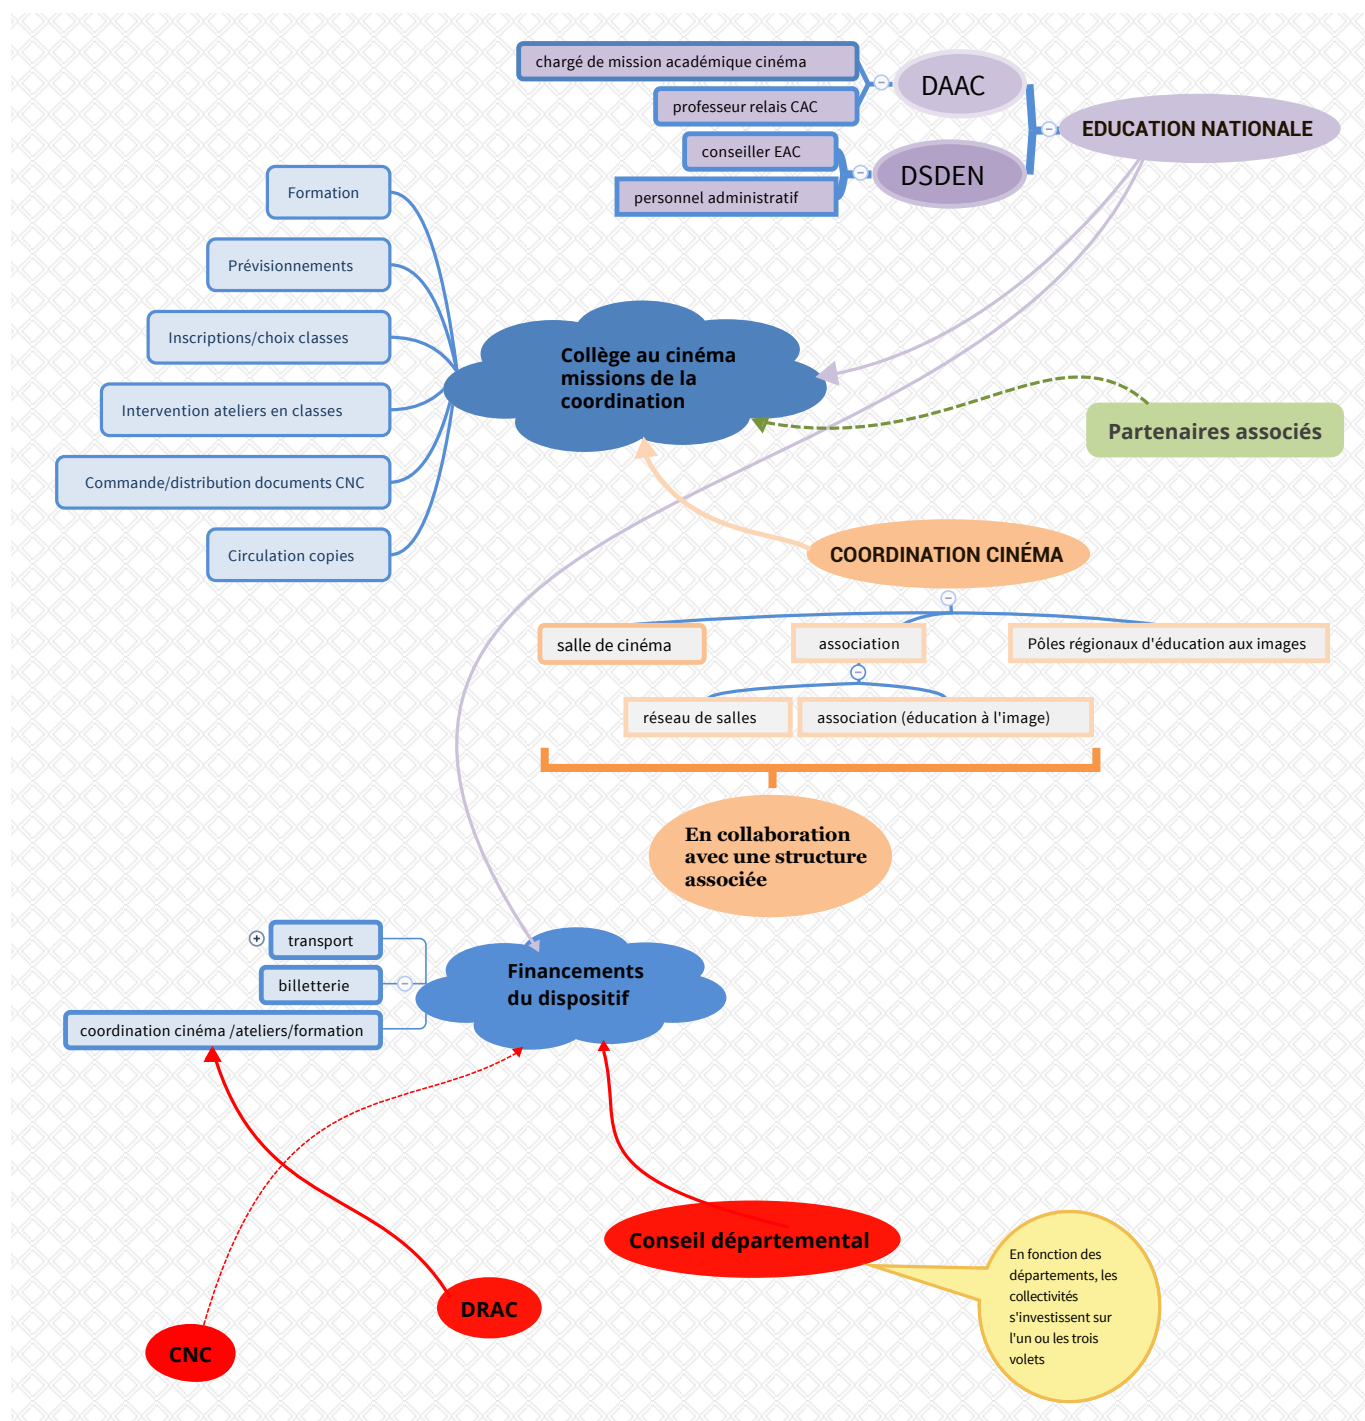 chargé de mission académique cinéma
DAAC
professeur relais CAC
EDUCATION NATIONALE
conseiller EAC
DSDEN
personnel administratif
Formation
Prévisionnements
Inscriptions/choix classes
Intervention ateliers en classes
Commande/distribution documents CNC
Circulation copies
Collège au cinéma
missions de la
coordination
Partenaires associés
COORDINATION CINÉMA
salle de cinéma
association
Pôles régionaux d'éducation aux images
réseau de salles
association (éducation à l'image)
En collaboration
avec une structure
associée
transport
billetterie
coordination cinéma /ateliers/formation
Financements
du dispositif
Conseil départemental
DRAC
CNC
En fonction des
départements, les
collectivités
s'investissent sur
l'un ou les trois
volets